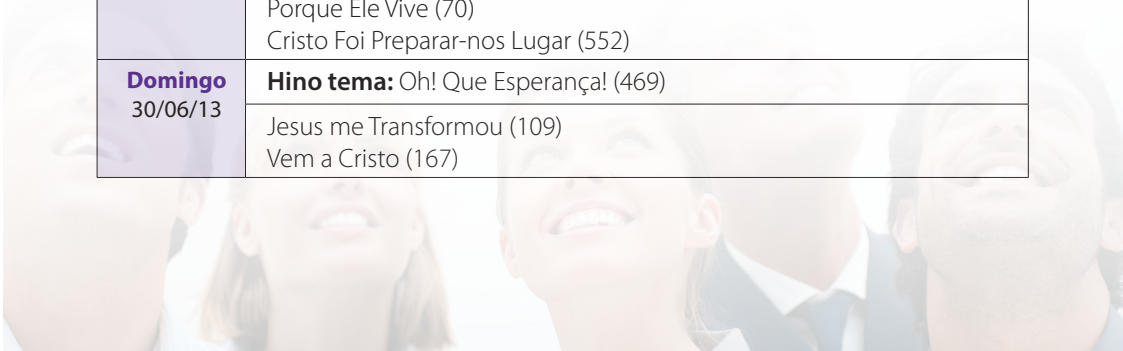 Porque Ele Vive (70)
Cristo Foi Preparar-nos Lugar (552)
Domingo
30/06/13
Hino tema: Oh! Que Esperança! (469)
Jesus me Transformou (109)
Vem a Cristo (167)